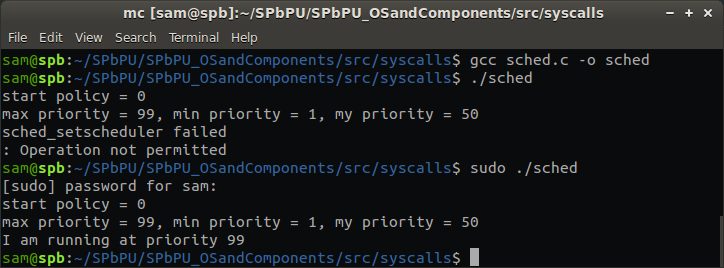 mc [sam@spb]:~/SPbPU/SPbPU_OSandComponents/src/syscalls
File Edit View Search Terminal Help
sam@spb:~/SPbPU/SPbPU_OSandComponents/src/syscalls$ gcc sched.c -o sched
sam@spb:~/SPbPU/SPbPU_OSandComponents/src/syscalls$ ./sched
start policy = 0
max priority = 99, min priority = 1, my priority = 50
sched_setscheduler failed
: Operation not permitted
sam@spb:~/SPbPU/SPbPU_OSandComponents/src/syscalls$ sudo ./sched
[sudo] password for sam:
start policy = 0
max priority = 99, min priority = 1, my priority = 50
I am running at priority 99
sam@spb:~/SPbPU/SPbPU_OSandComponents/src/syscalls$